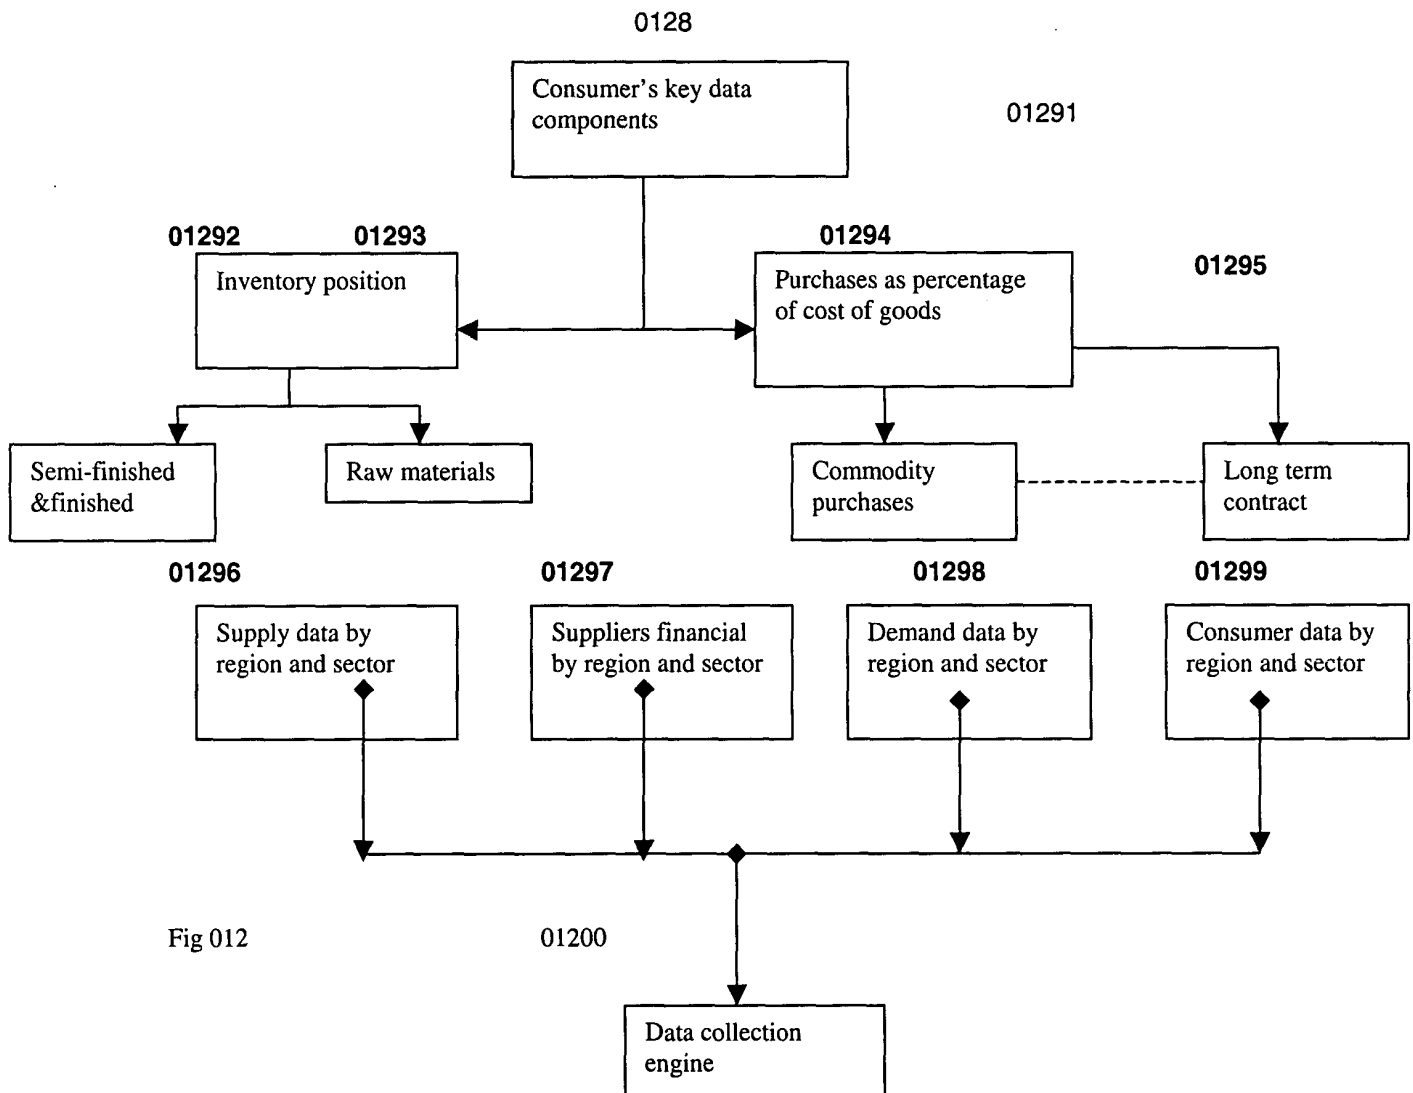 0128
Consumer's key data
components
01291
01292
01293
01294
01295
Inventory position
Purchases as percentage
of cost of goods
Semi-finished
&finished
Raw materials
Commodity
purchases
Long term
contract
01296
01297
01298
01299
Supply data by
region and sector
Suppliers financial
by region and sector
Demand data by
region and sector
Consumer data by
region and sector
Fig 012
01200
Data collection
engine